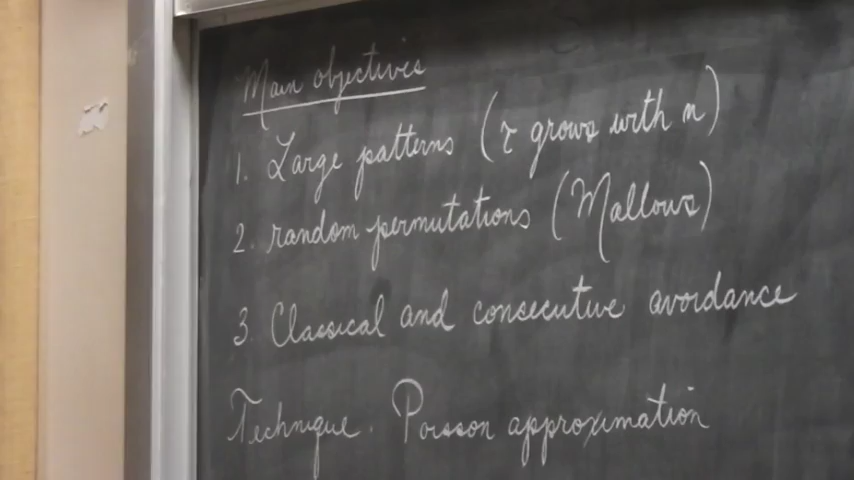 Main objectives
1. Large patterns (τ grows with n)
2. random permutations (Mallows)
3. Classical and consecutive avoidance
Technique. Poisson approximation